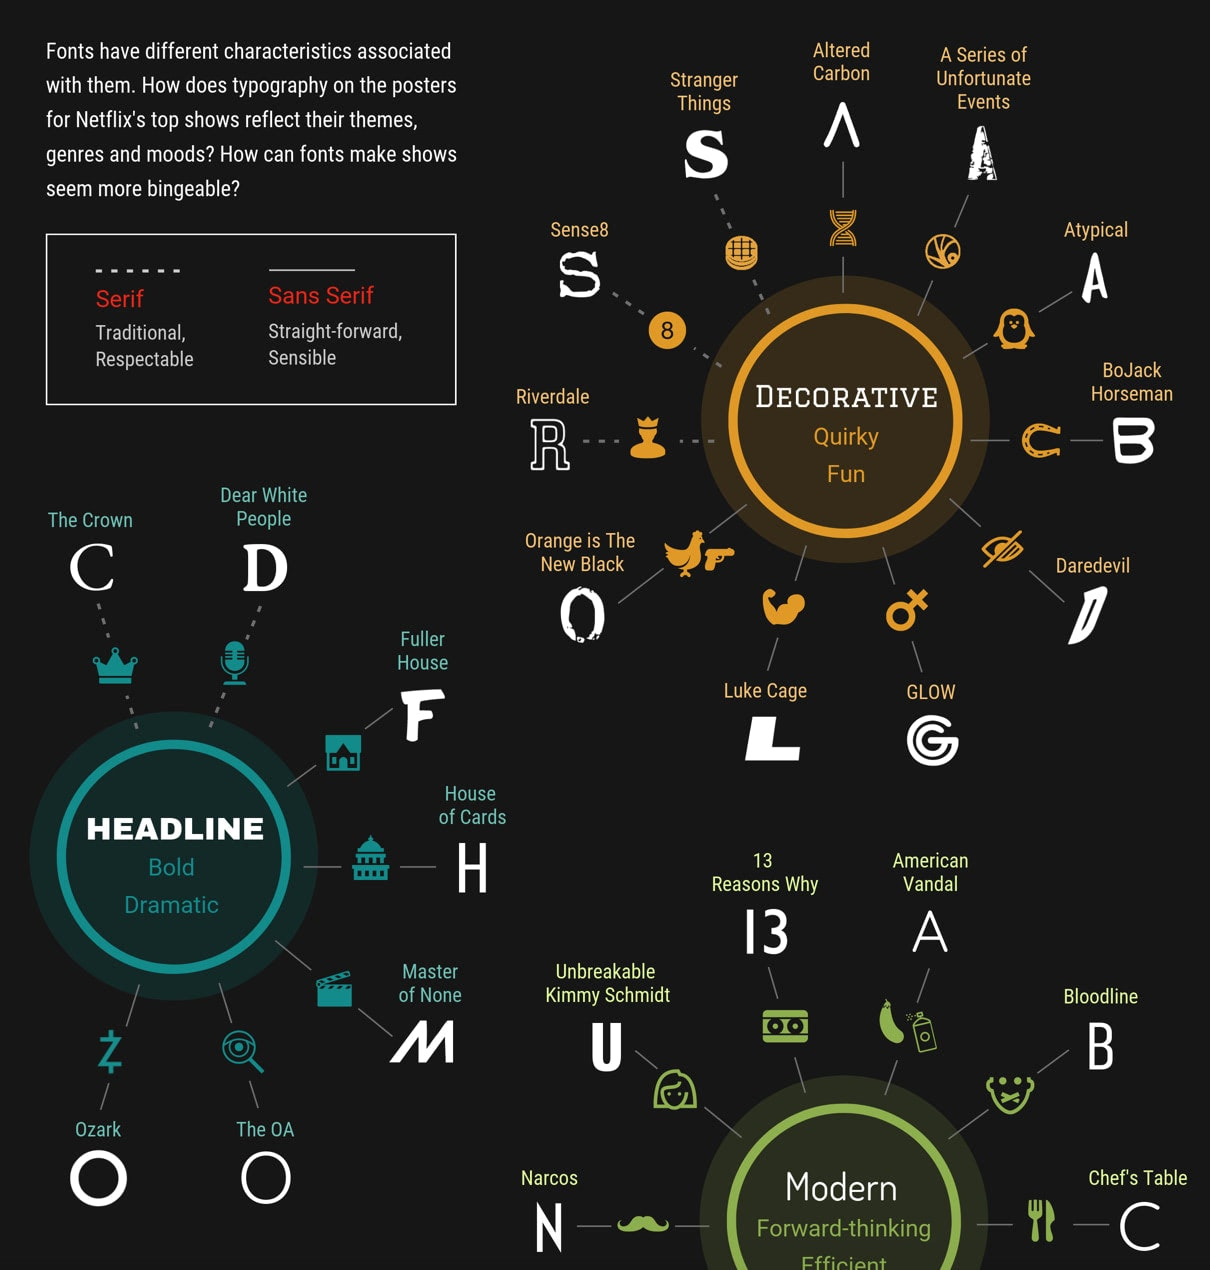 Fonts have different characteristics associated
with them. How does typography on the posters
for Netflix's top shows reflect their themes,
genres and moods? How can fonts make shows
seem more bingeable?
Serif
Traditional,
Respectable
Sans Serif
Straight-forward,
Sensible
Stranger
Things
S
Altered
Carbon
Λ
A Series of
Unfortunate
Events
A
Sense8
S
8
Atypical
A
Riverdale
R
BoJack
Horseman
B
Decorative
Quirky
Fun
Orange is The
New Black
O
Daredevil
D
Luke Cage
L
GLOW
G
The Crown
C
Dear White
People
D
Fuller
House
F
House
of Cards
H
HEADLINE
Bold
Dramatic
Master
of None
M
Ozark
O
The OA
O
13
Reasons Why
13
American
Vandal
A
Unbreakable
Kimmy Schmidt
U
Bloodline
B
Narcos
N
Chef's Table
C
Modern
Forward-thinking
Efficient